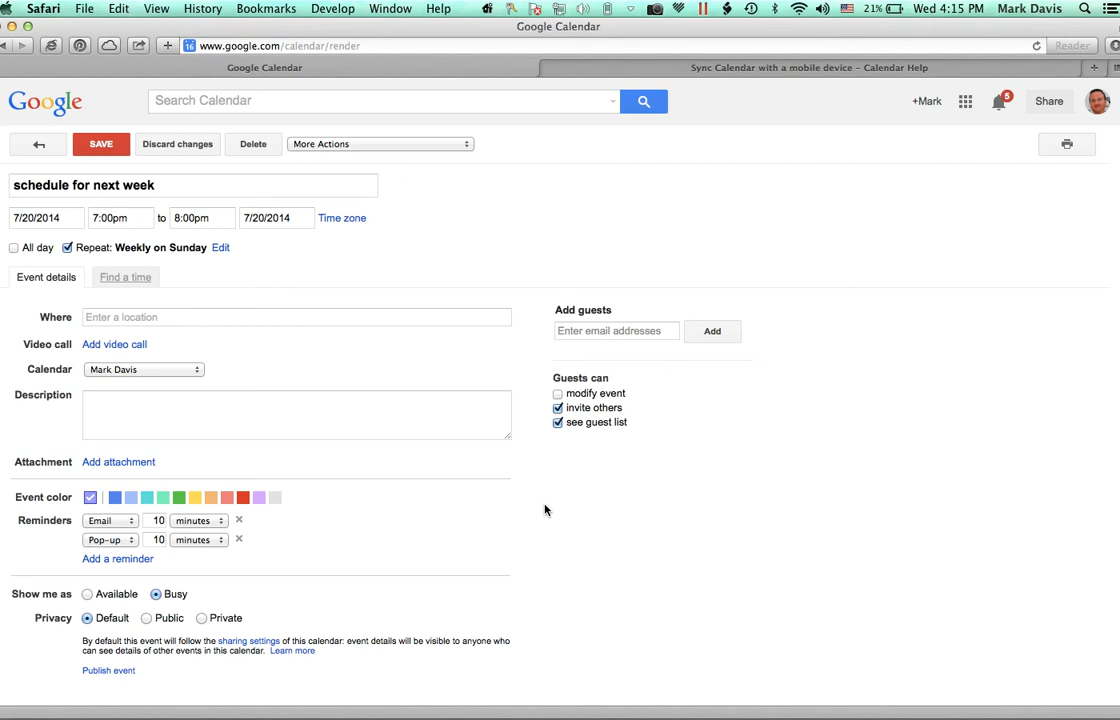 Safari File Edit View History Bookmarks Develop Window Help 21% Wed 4:15 PM Mark Davis
Google Calendar
www.google.com/calendar/render Reader
Google Calendar Sync Calendar with a mobile device – Calendar Help
Google Search Calendar +Mark 5 Share
SAVE Discard changes Delete More Actions
schedule for next week
7/20/2014 7:00pm to 8:00pm 7/20/2014 Time zone
All day Repeat: Weekly on Sunday Edit
Event details Find a time
Where Enter a location
Video call Add video call
Calendar Mark Davis
Description
Attachment Add attachment
Event color
Reminders Email 10 minutes
Pop-up 10 minutes
Add a reminder
Show me as Available Busy
Privacy Default Public Private
By default this event will follow the sharing settings of this calendar: event details will be visible to anyone who
can see details of other events in this calendar. Learn more
Publish event
Add guests
Enter email addresses Add
Guests can
modify event
invite others
see guest list